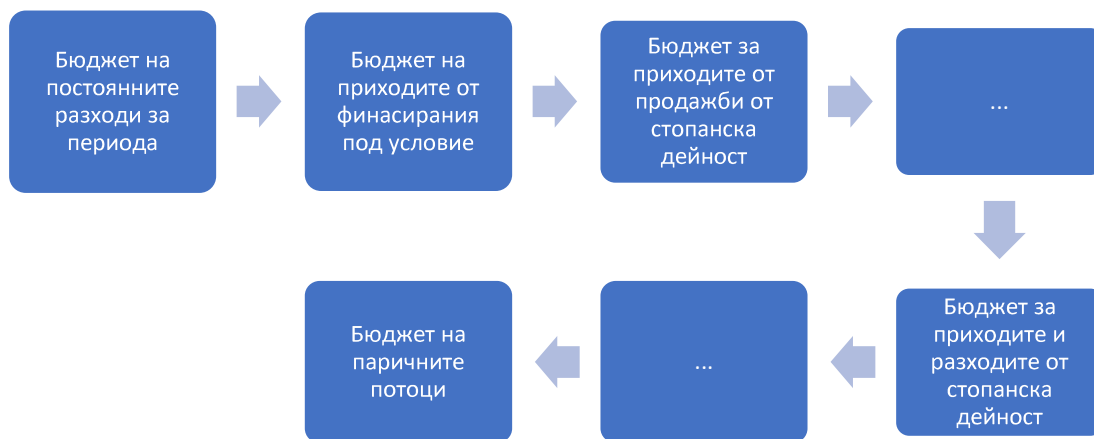 Бюджет на
постоянните
разходи за
периода
Бюджет на
приходите от
финасирания
под условие
Бюджет за
приходите от
продажби от
стопанска
дейност
...
Бюджет за
приходите и
разходите от
стопанска
дейност
...
Бюджет на
паричните
потоци